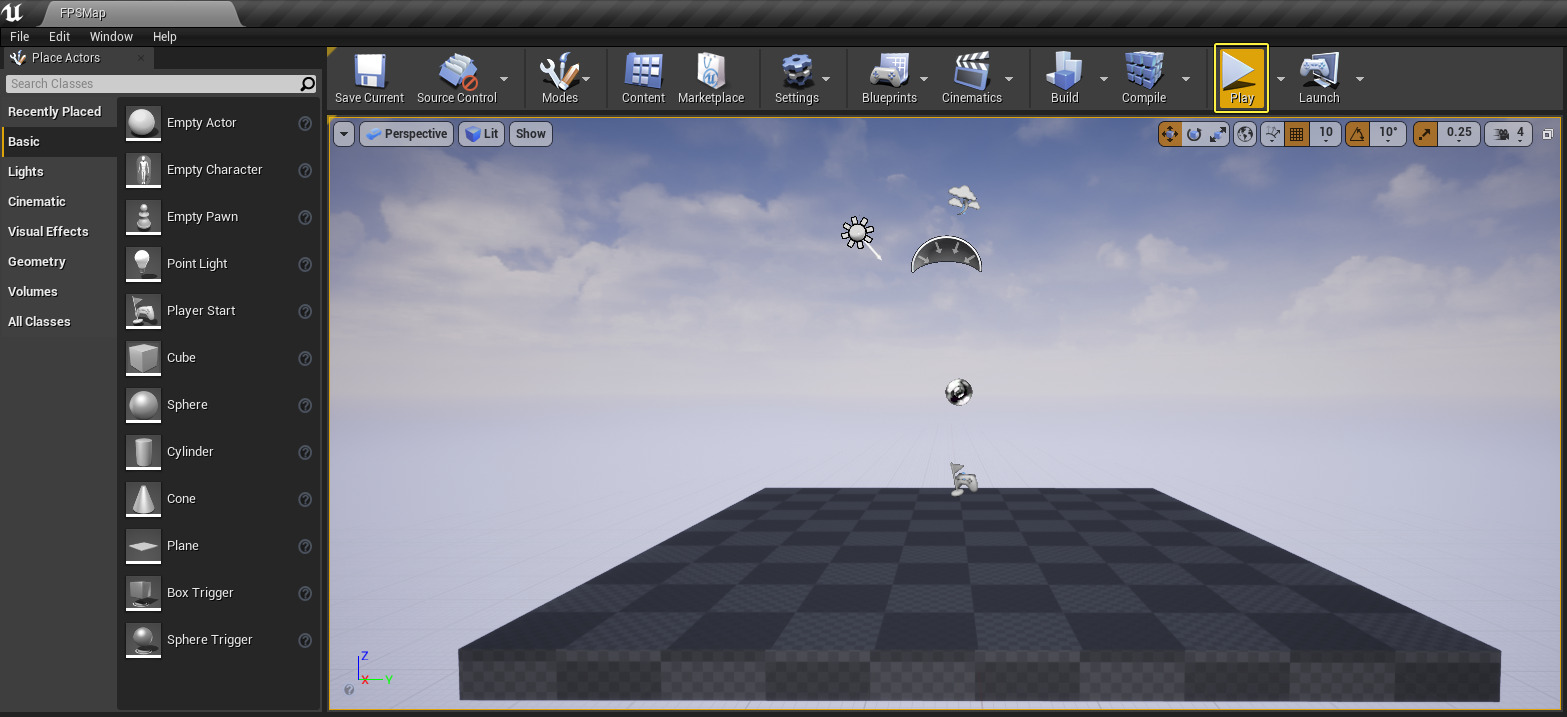 FPSMap
File Edit Window Help
Place Actors
Search Classes
Recently Placed
Basic
Lights
Cinematic
Visual Effects
Geometry
Volumes
All Classes
Empty Actor
Empty Character
Empty Pawn
Point Light
Player Start
Cube
Sphere
Cylinder
Cone
Plane
Box Trigger
Sphere Trigger
Save Current Source Control Modes Content Marketplace Settings Blueprints Cinematics Build Compile Play Launch
Perspective Lit Show 10 10° 0.25 4
Z
X Y